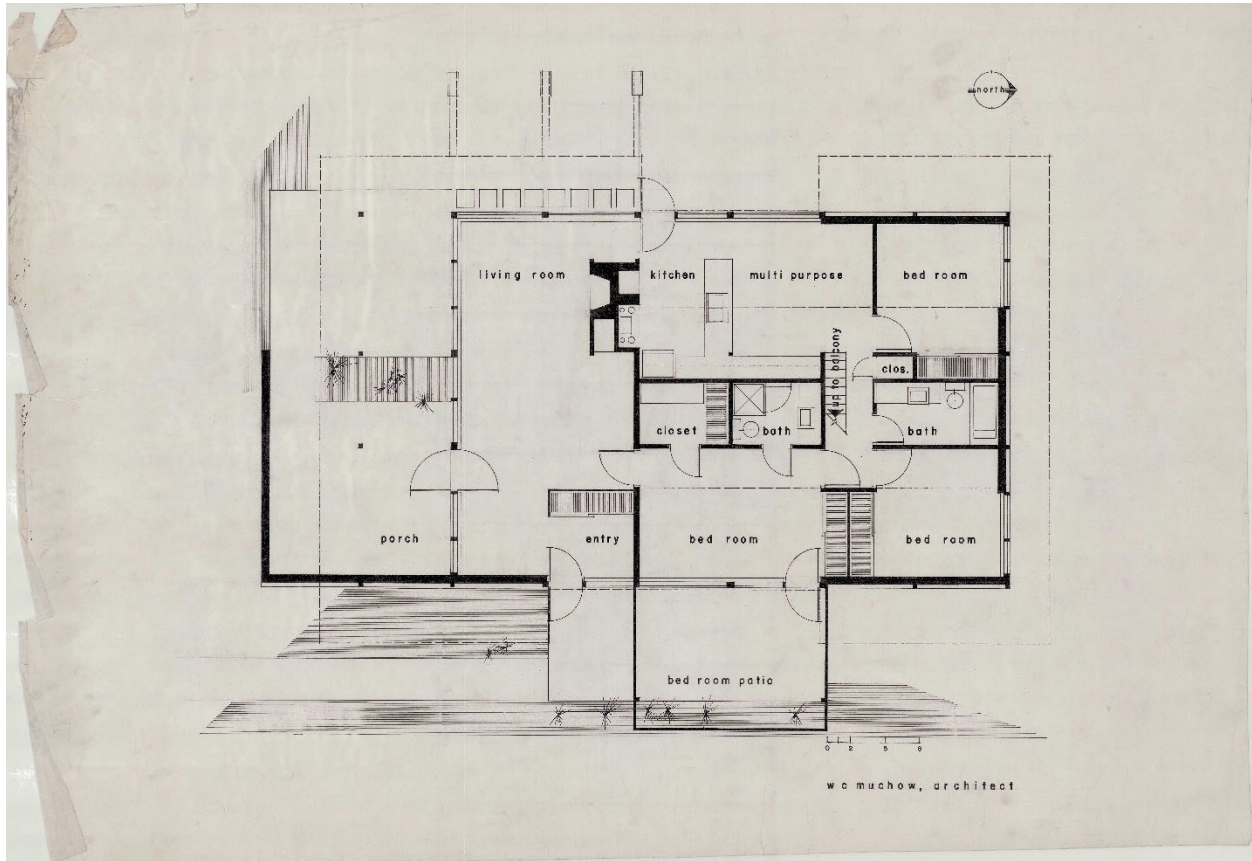 north
living room
kitchen
multi purpose
bed room
up to balcony
clos.
closet
bath
bath
porch
entry
bed room
bed room
bed room patio
0 2 5
w c muchow, architect